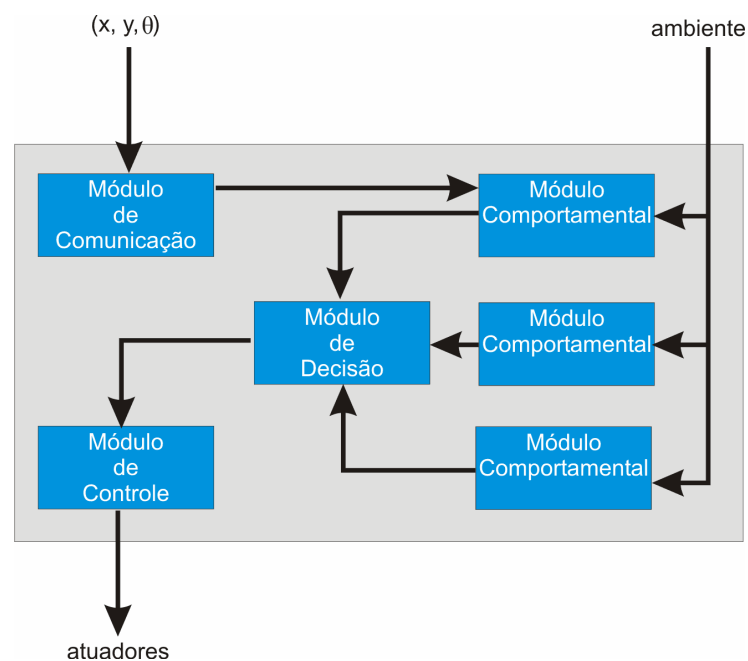 (x, y, θ)
ambiente
Módulo
de
Comunicação
Módulo
Comportamental
Módulo
de
Decisão
Módulo
Comportamental
Módulo
de
Controle
Módulo
Comportamental
atuadores